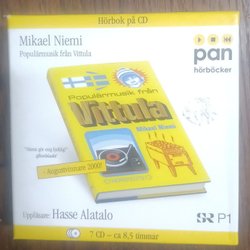 Hörbok på CD
Mikael Niemi
Populärmusik från Vittula
pan
hörböcker
Populärmusik från
Vittula
Mikael Niemi
- Augustvinnare 2000!
Uppläsare: Hasse Alatalo
SR P1
7 CD – ca 8,5 timmar